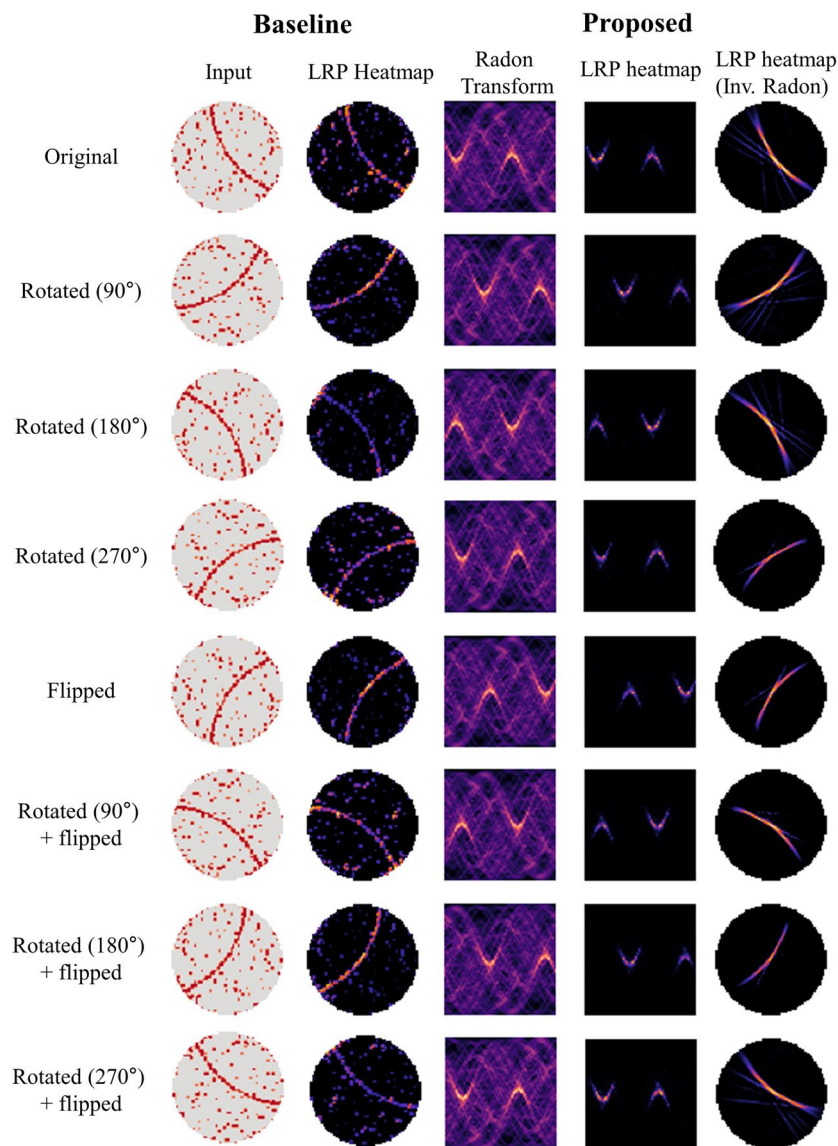 Baseline
Proposed
Input
LRP Heatmap
Radon
Transform
LRP heatmap
LRP heatmap
(Inv. Radon)
Original
Rotated (90°)
Rotated (180°)
Rotated (270°)
Flipped
Rotated (90°)
+ flipped
Rotated (180°)
+ flipped
Rotated (270°)
+ flipped